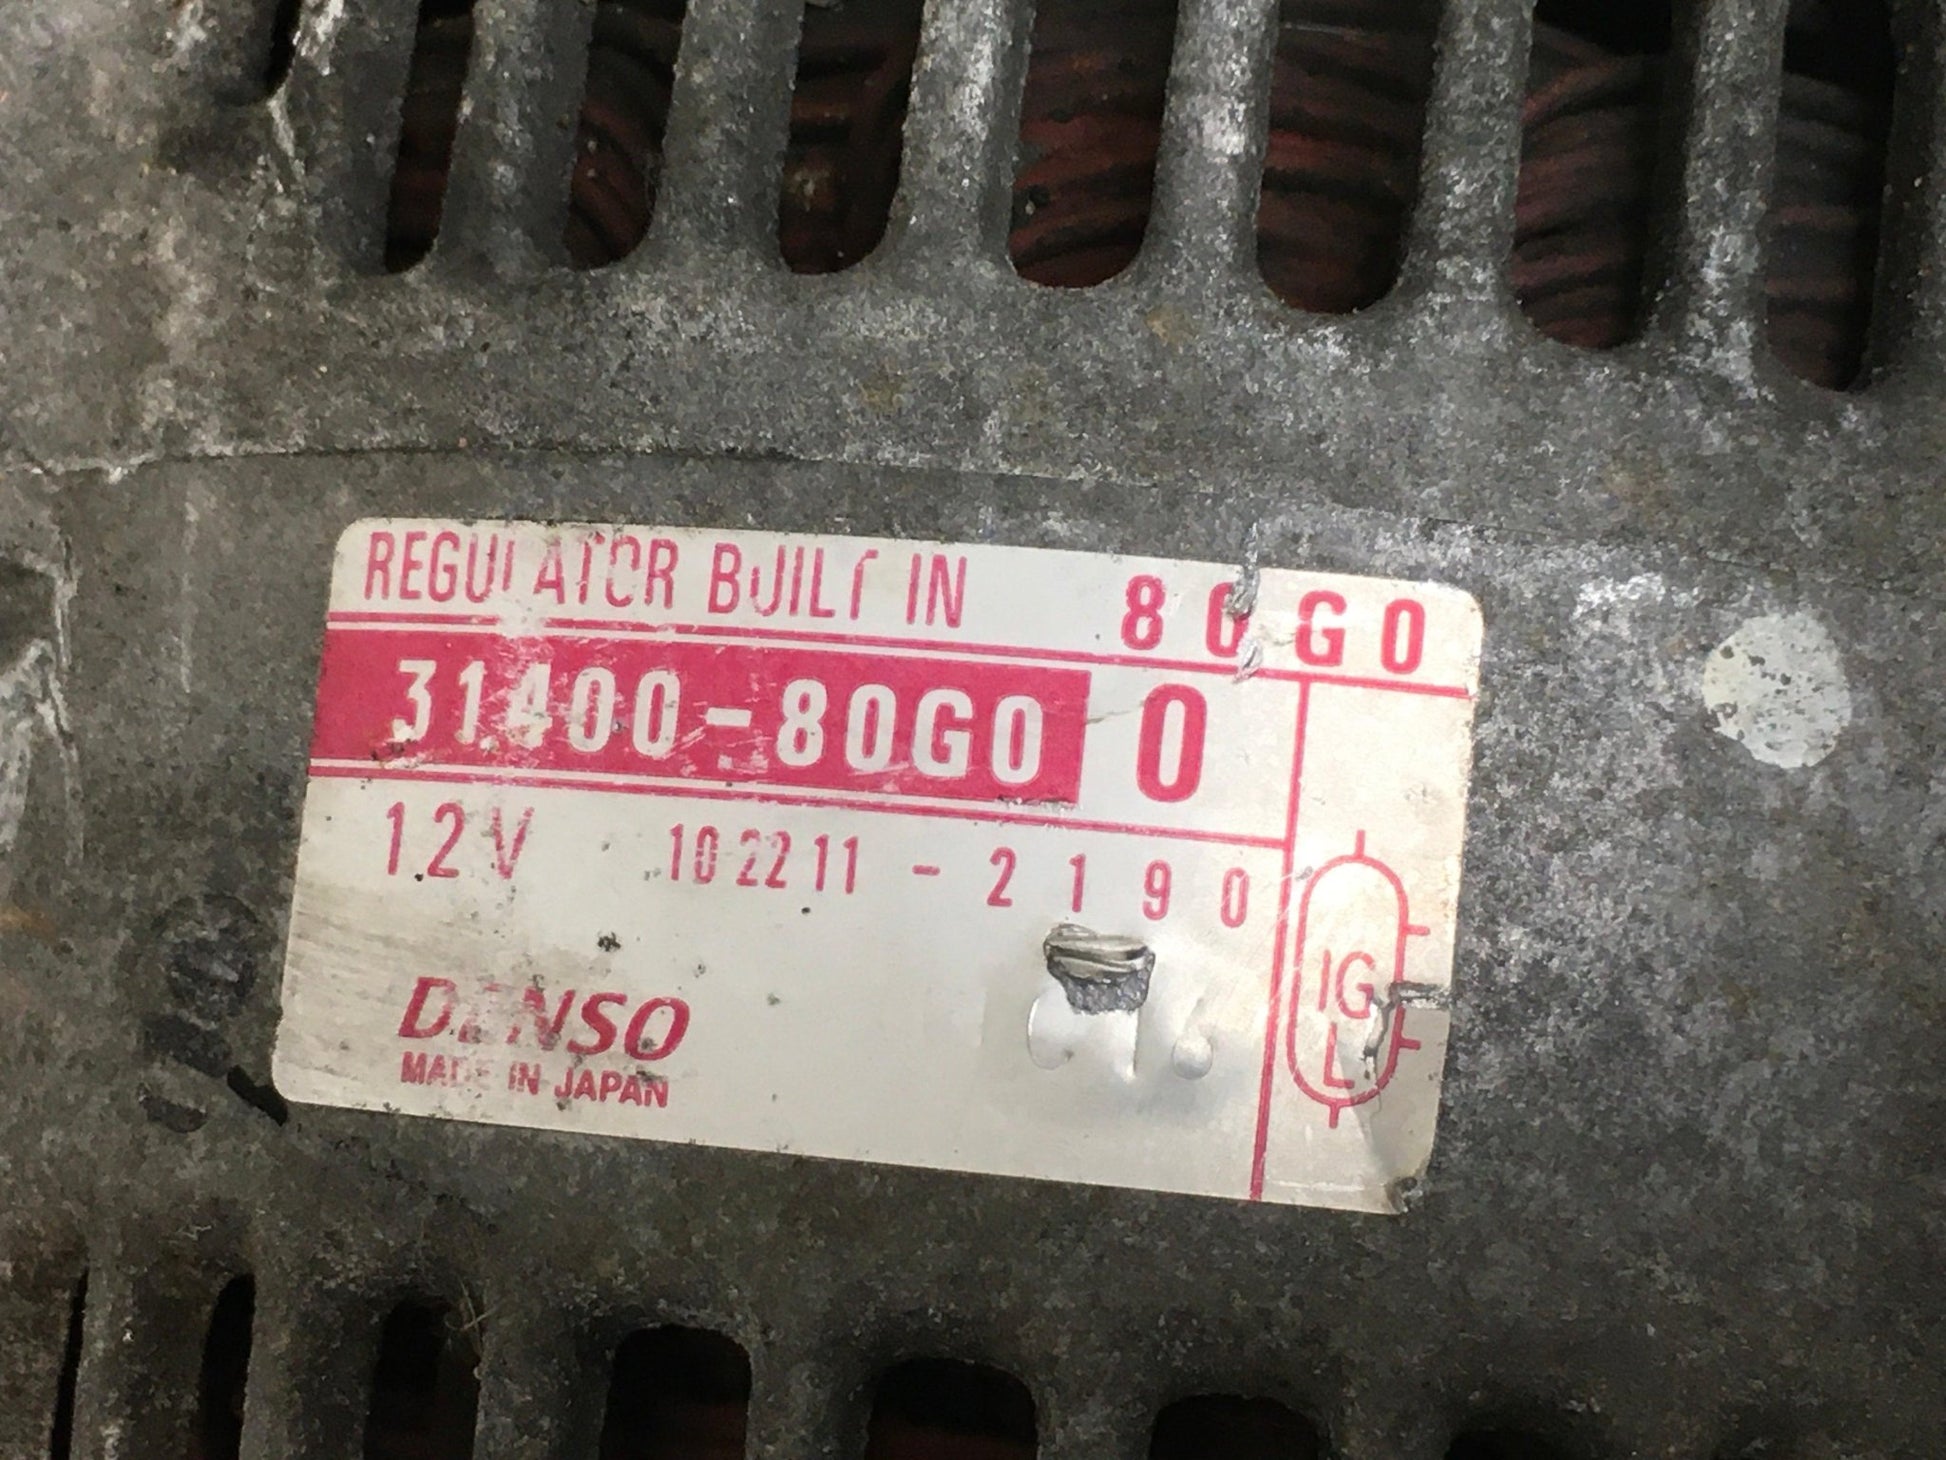 REGULATOR BUILT IN 80G0
31400-80G0 0
12V 102211-2190
DENSO
MADE IN JAPAN
IG
L